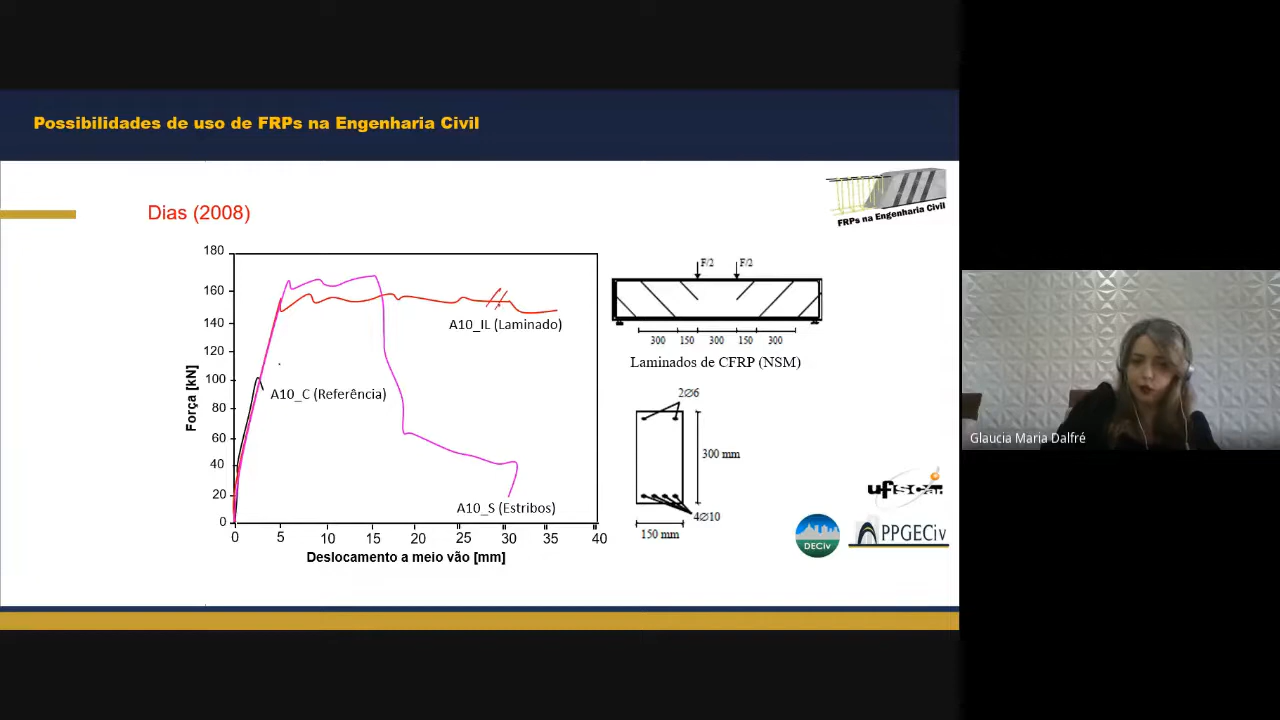 Possibilidades de uso de FRPs na Engenharia Civil
FRPs na Engenharia Civil
Dias (2008)
180
160
140
120
100
80
60
40
20
0
Força [kN]
A10_IL (Laminado)
A10_C (Referência)
A10_S (Estribos)
0 5 10 15 20 25 30 35 40
Deslocamento a meio vão [mm]
F/2 F/2
300 150 300 150 300
Laminados de CFRP (NSM)
2Ø6
300 mm
4Ø10
150 mm
ufscar
DECiv
PPGECiv
Glaucia Maria Dalfré